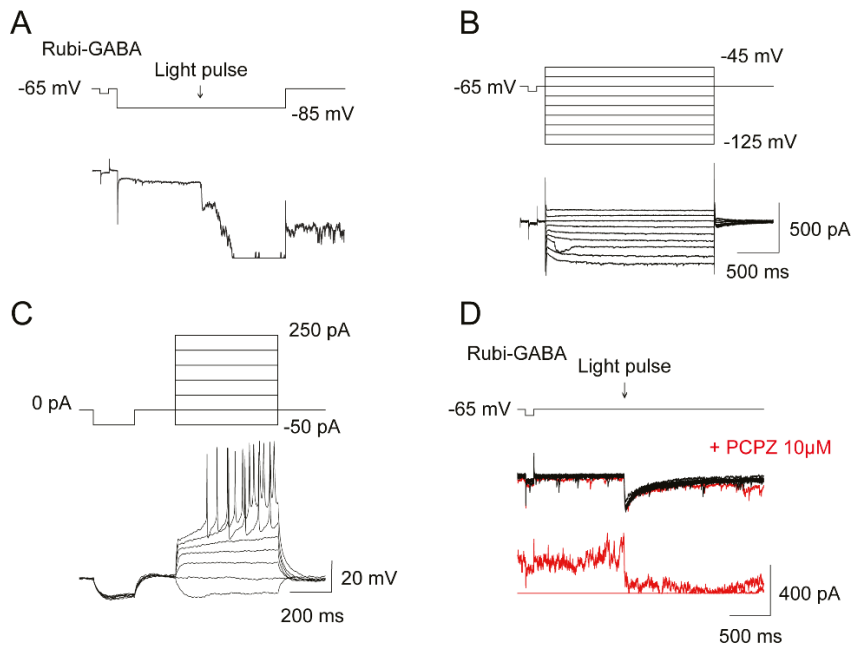 A
Rubi-GABA
Light pulse
-65 mV
-85 mV
B
-45 mV
-65 mV
-125 mV
500 pA
500 ms
C
250 pA
0 pA
-50 pA
20 mV
200 ms
D
Rubi-GABA
Light pulse
-65 mV
+ PCPZ 10µM
400 pA
500 ms